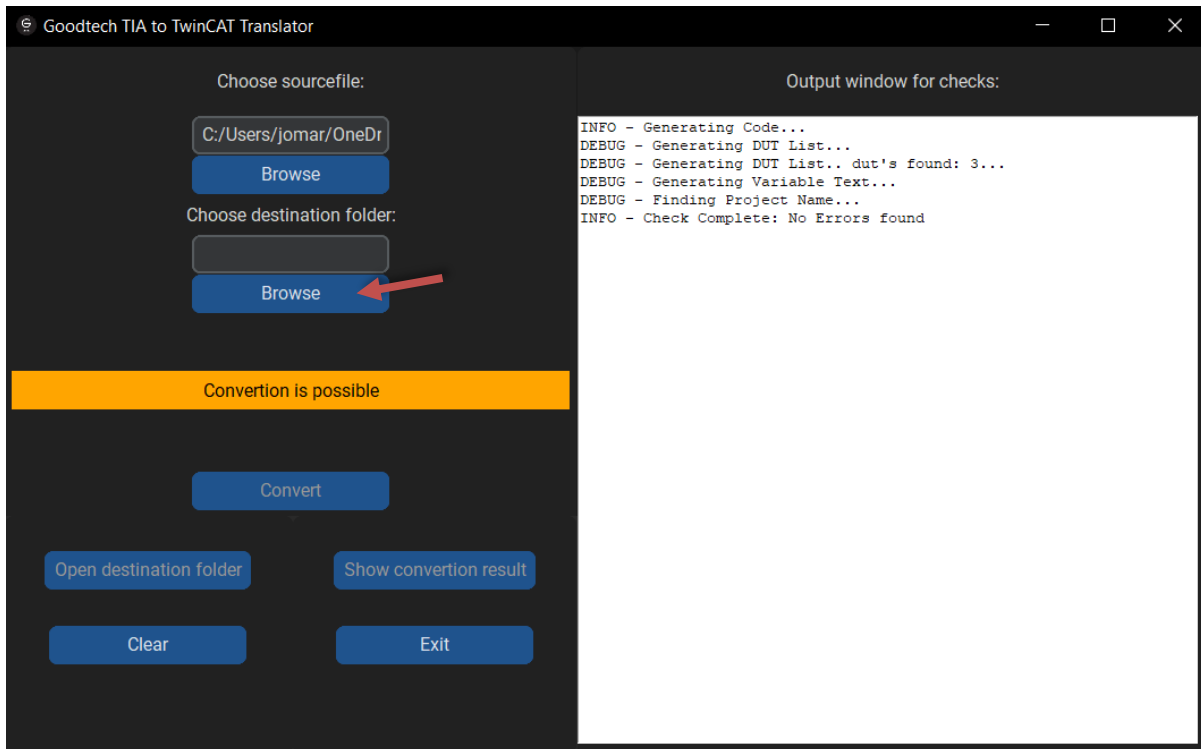 Goodtech TIA to TwinCAT Translator
Choose sourcefile:
C:/Users/jomar/OneDr
Browse
Choose destination folder:
Browse
Convertion is possible
Convert
Open destination folder
Show convertion result
Clear
Exit
Output window for checks:
INFO - Generating Code...
DEBUG - Generating DUT List...
DEBUG - Generating DUT List.. dut's found: 3...
DEBUG - Generating Variable Text...
DEBUG - Finding Project Name...
INFO - Check Complete: No Errors found